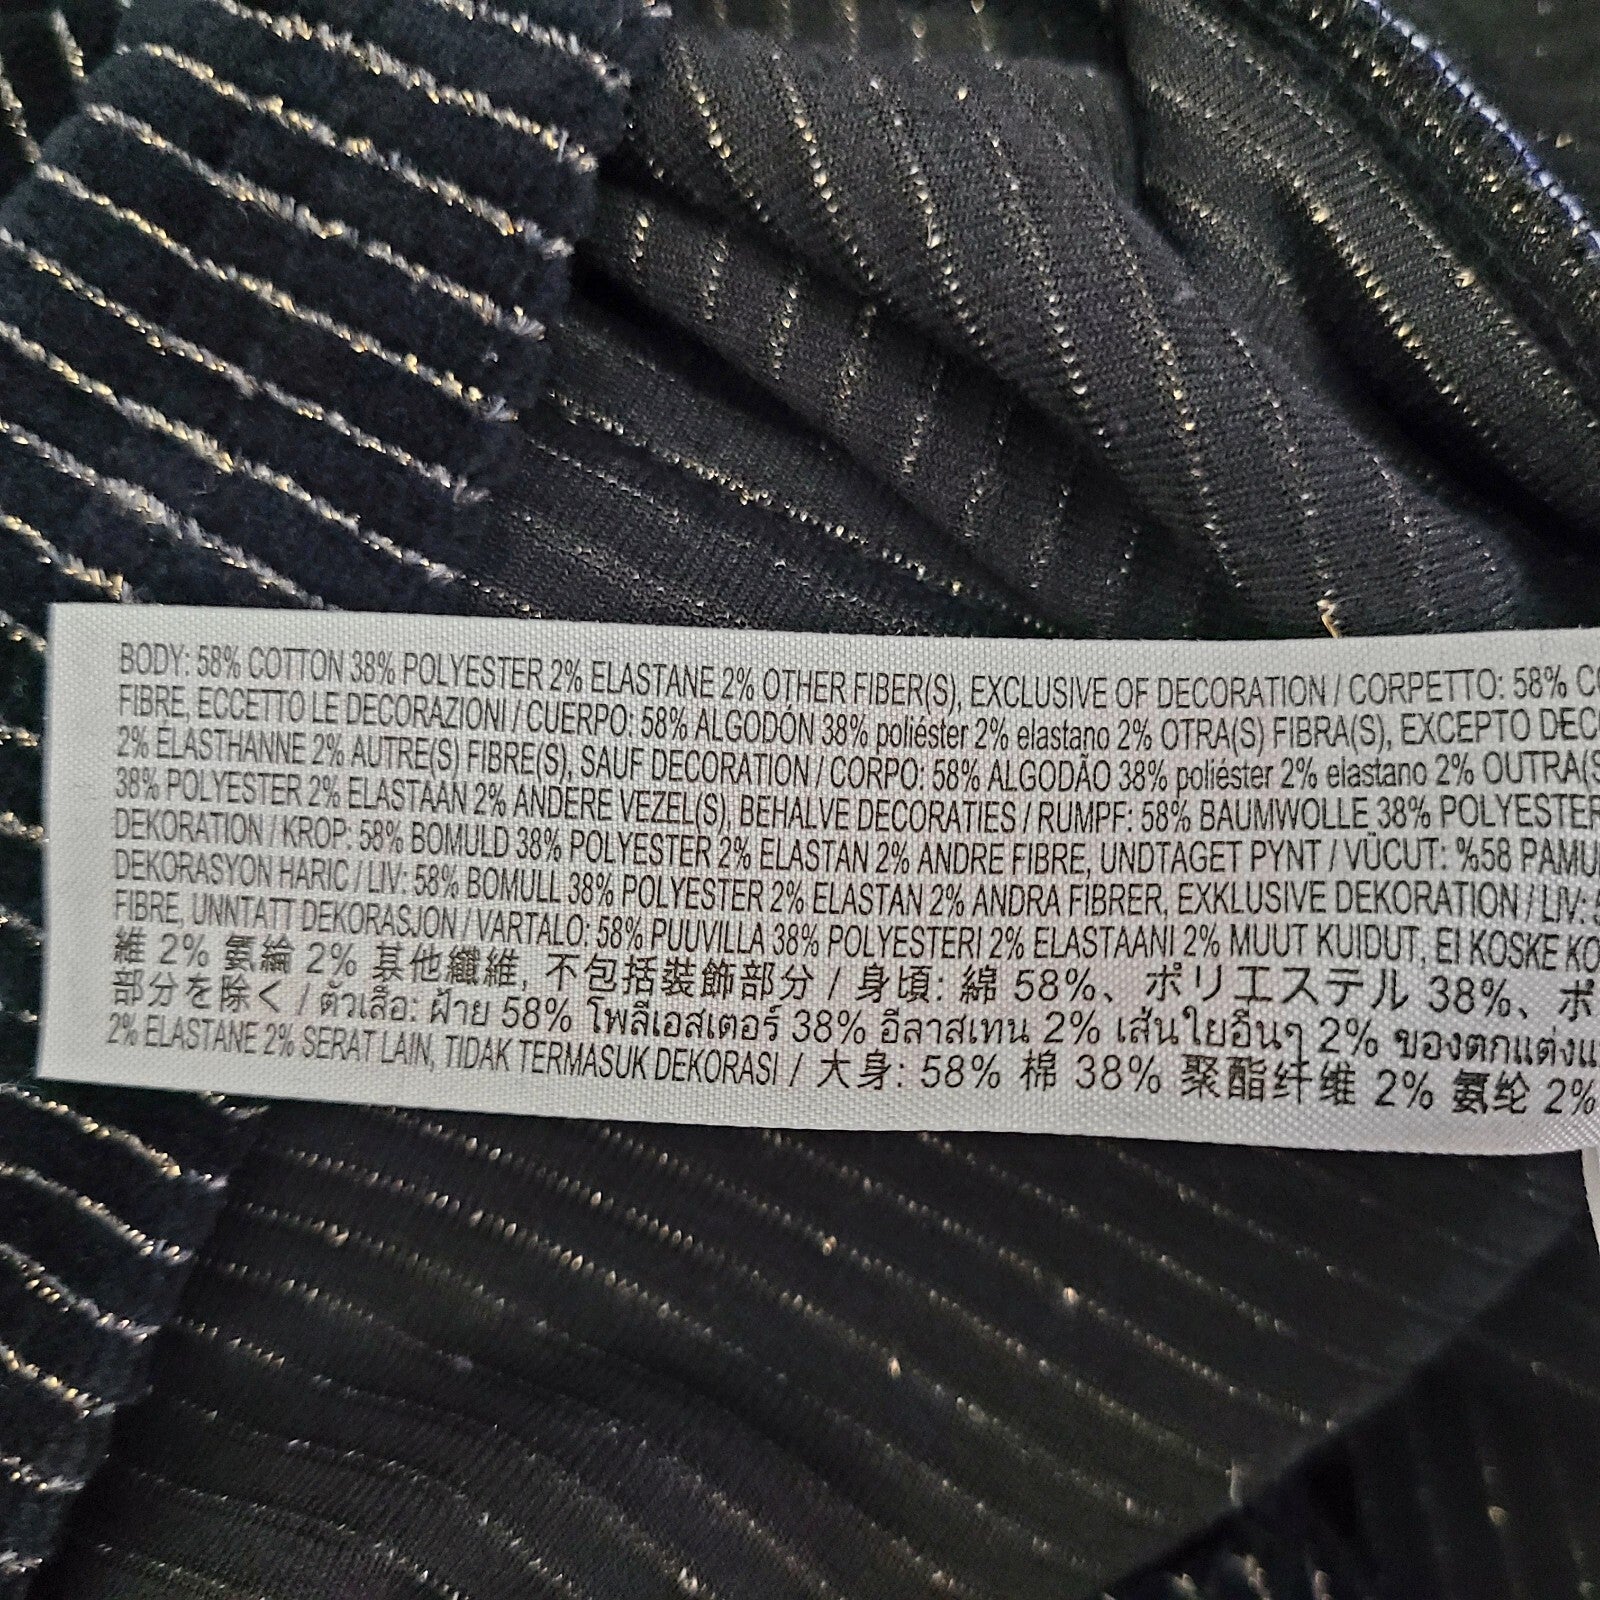 BODY: 58% COTTON 38% POLYESTER 2% ELASTANE 2% OTHER FIBER(S), EXCLUSIVE OF DECORATION / CORPETTO: 58%
FIBRE, ECCETTO LE DECORAZIONI / CUERPO: 58% ALGODÓN 38% poliéster 2% elastano 2% OTRA(S) FIBRA(S), EXCEPTO
2% ÉLASTHANNE 2% AUTRE(S) FIBRE(S), SAUF DECORATION / CORPO: 58% ALGODÃO 38% poliéster 2% elastano 2%
38% POLYESTER 2% ELASTAAN 2% ANDERE VEZEL(S), BEHALVE DECORATIES / RUMPF: 58% BAUMWOLLE 38% POLYESTER
DEKORATION / KROP: 58% BOMULD 38% POLYESTER 2% ELASTAN 2% ANDRE FIBRE, UNDTAGET PYNT / VÜCUT: %58
DEKORASYON HARIC / LIV: 58% BOMULL 38% POLYESTER 2% ELASTAN 2% ANDRA FIBRER, EXKLUSIVE DEKORATION / LIV:
FIBRE, UNNTATT DEKORASJON / VARTALO: 58% PUUVILLA 38% POLYESTERI 2% ELASTAANI 2% MUUT KUIDUT, EI KOSKE
維 2% 氨綸 2% 其他纖維, 不包括裝飾部分 / 身頃: 綿 58%、ポリエステル 38%、ポ
部分を除く / ตัวเสื้อ: ฝ้าย 58% โพลีเอสเตอร์ 38% อีลาสเทน 2% เส้นใยอื่นๆ 2% ของตกแต่ง
2% ELASTANE 2% SERAT LAIN, TIDAK TERMASUK DEKORASI / 大身: 58% 棉 38% 聚酯纤维 2% 氨纶 2%